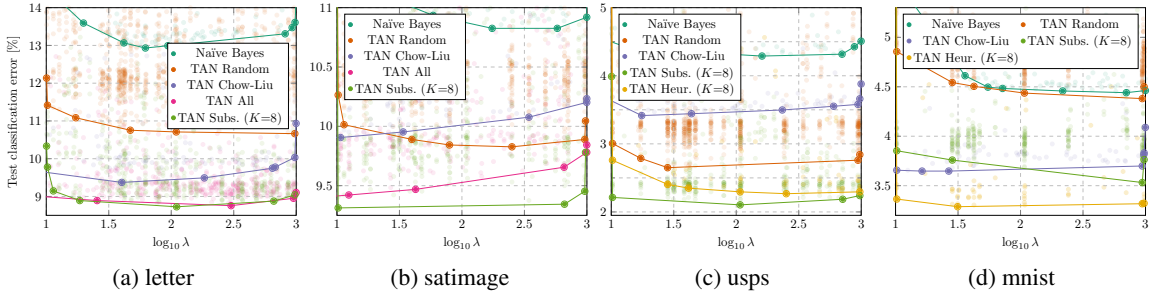 Test classification error [%]
14
13
12
11
10
9
1
1.5
2
2.5
3
log₁₀ λ
Naïve Bayes
TAN Random
TAN Chow-Liu
TAN All
TAN Subs. (K=8)
(a) letter
11
10.5
10
9.5
1
1.5
2
2.5
3
log₁₀ λ
Naïve Bayes
TAN Random
TAN Chow-Liu
TAN All
TAN Subs. (K=8)
(b) satimage
5
4
3
2
1
1.5
2
2.5
3
log₁₀ λ
Naïve Bayes
TAN Random
TAN Chow-Liu
TAN Subs. (K=8)
TAN Heur. (K=8)
(c) usps
5
4.5
4
3.5
1
1.5
2
2.5
3
log₁₀ λ
Naïve Bayes
TAN Random
TAN Chow-Liu
TAN Subs. (K=8)
TAN Heur. (K=8)
(d) mnist